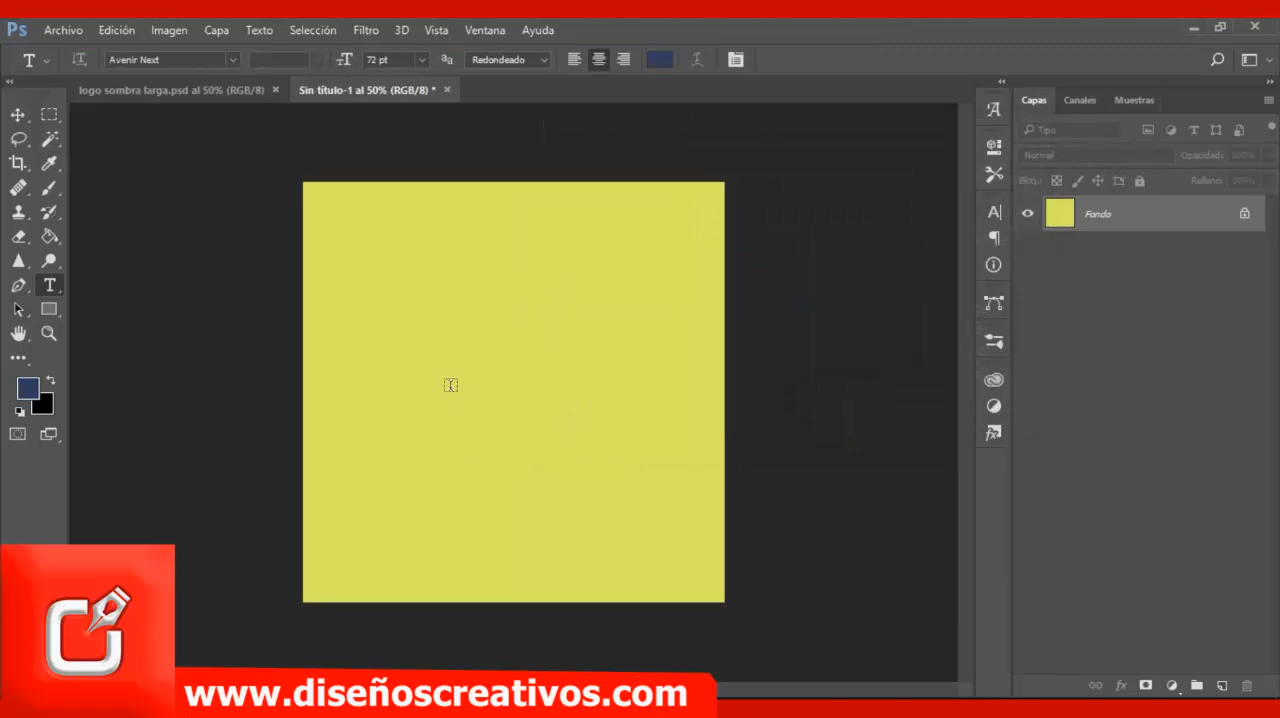 Ps Archivo Edición Imagen Capa Texto Selección Filtro 3D Vista Ventana Ayuda
T Avenir Next 72 pt aa Redondeado
logo sombra larga.psd al 50% (RGB/8) × Sin título-1 al 50% (RGB/8) * ×
Capas Canales Muestras
Tipo
Normal Opacidad: 100%
Relleno: 100%
Fondo
www.diseñoscreativos.com